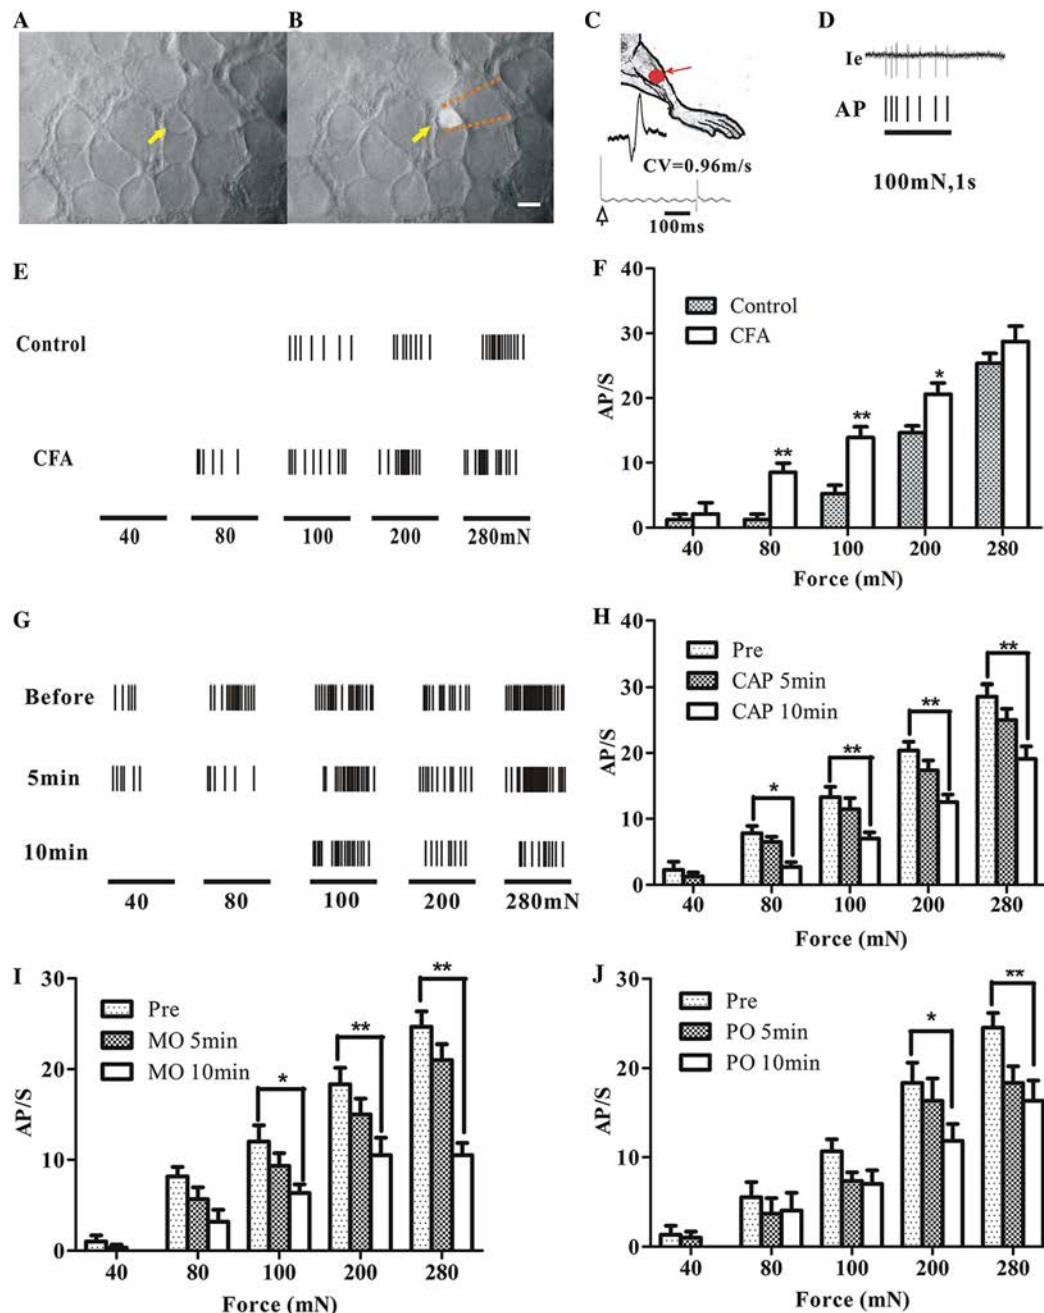 A
B
C
D
Ie
AP
CV=0.96m/s
100ms
100mN,1s
E
Control
CFA
40 80 100 200 280mN
F
40
30
20
10
0
AP/S
Control
CFA
**
**
*
40 80 100 200 280
Force (mN)
G
Before
5min
10min
40 80 100 200 280mN
H
40
30
20
10
0
AP/S
Pre
CAP 5min
CAP 10min
*
**
**
**
40 80 100 200 280
Force (mN)
I
30
20
10
0
AP/S
Pre
MO 5min
MO 10min
*
**
**
40 80 100 200 280
Force (mN)
J
30
20
10
0
AP/S
Pre
PO 5min
PO 10min
*
**
40 80 100 200 280
Force (mN)